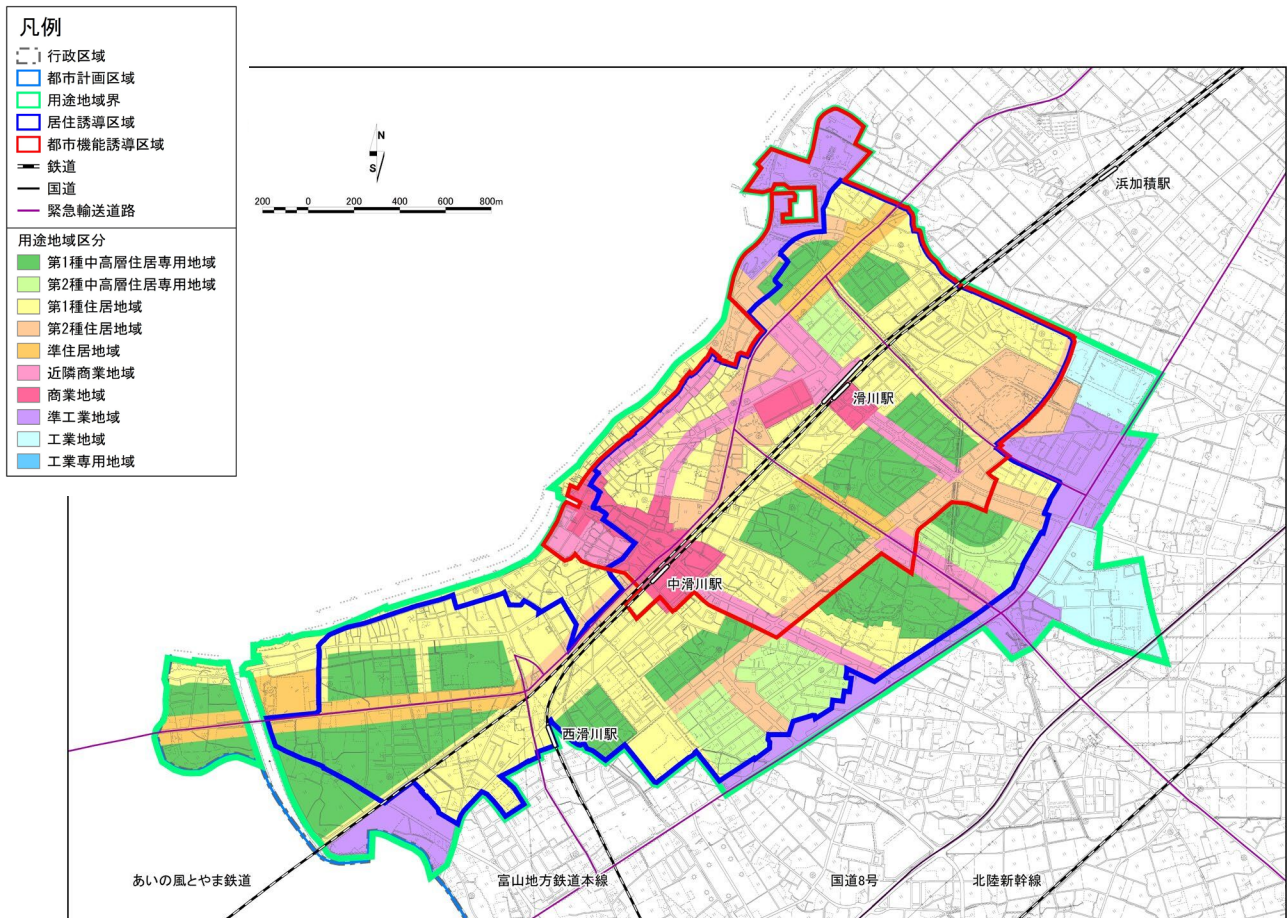 凡例
行政区域
都市計画区域
用途地域界
居住誘導区域
都市機能誘導区域
鉄道
国道
緊急輸送道路
用途地域区分
第1種中高層住居専用地域
第2種中高層住居専用地域
第1種住居地域
第2種住居地域
準住居地域
近隣商業地域
商業地域
準工業地域
工業地域
工業専用地域
N
S
200 0 200 400 600 800m
浜加積駅
滑川駅
中滑川駅
西滑川駅
あいの風とやま鉄道
富山地方鉄道本線
国道8号
北陸新幹線